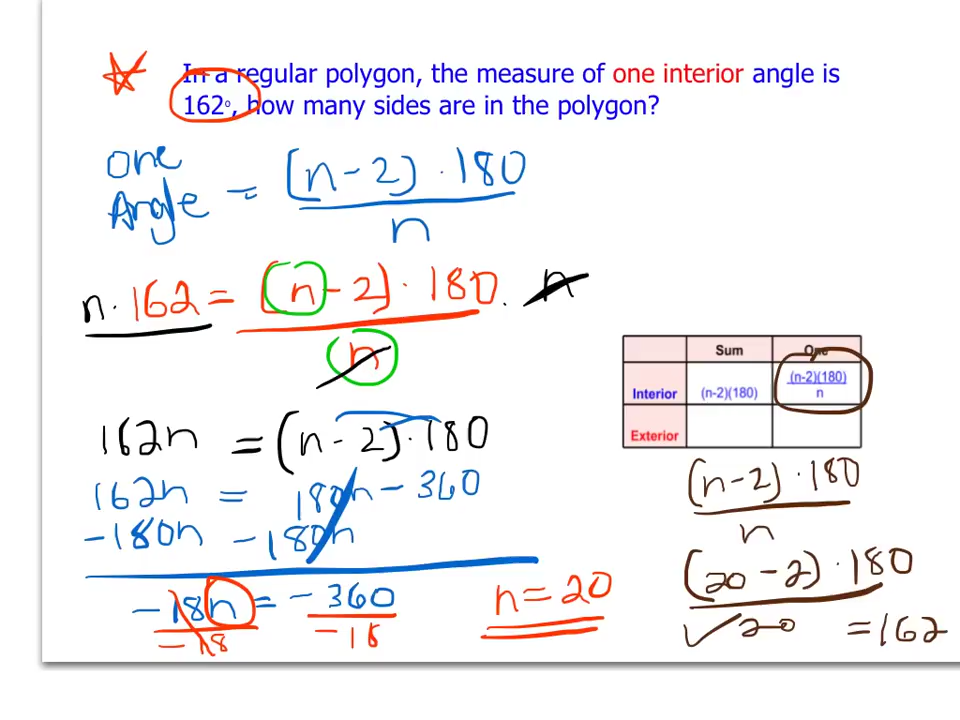 In a regular polygon, the measure of one interior angle is
162°, how many sides are in the polygon?
One
Angle = (n-2)·180
n
n·162 = (n-2)·180 · n
n
162n = (n-2)·180
162n = 180n - 360
-180n -180n
-18n = -360
-18 -18
n = 20
Sum One
Interior (n-2)(180) (n-2)(180)
n
Exterior
(n-2)·180
n
(20-2)·180
✓20 = 162